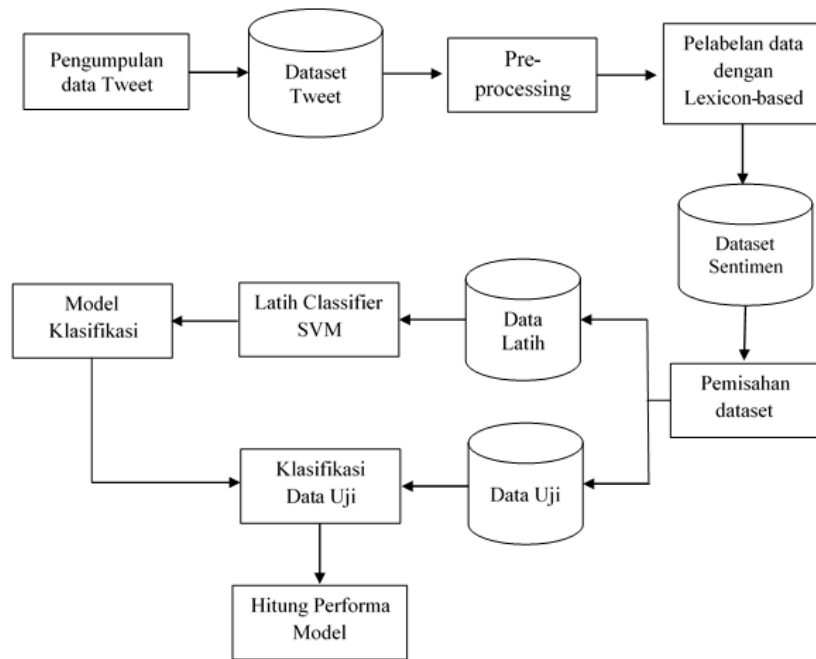 Pengumpulan
data Tweet
Dataset
Tweet
Pre-
processing
Pelabelan data
dengan
Lexicon-based
Dataset
Sentimen
Pemisahan
dataset
Data
Latih
Latih Classifier
SVM
Model
Klasifikasi
Data Uji
Klasifikasi
Data Uji
Hitung Performa
Model